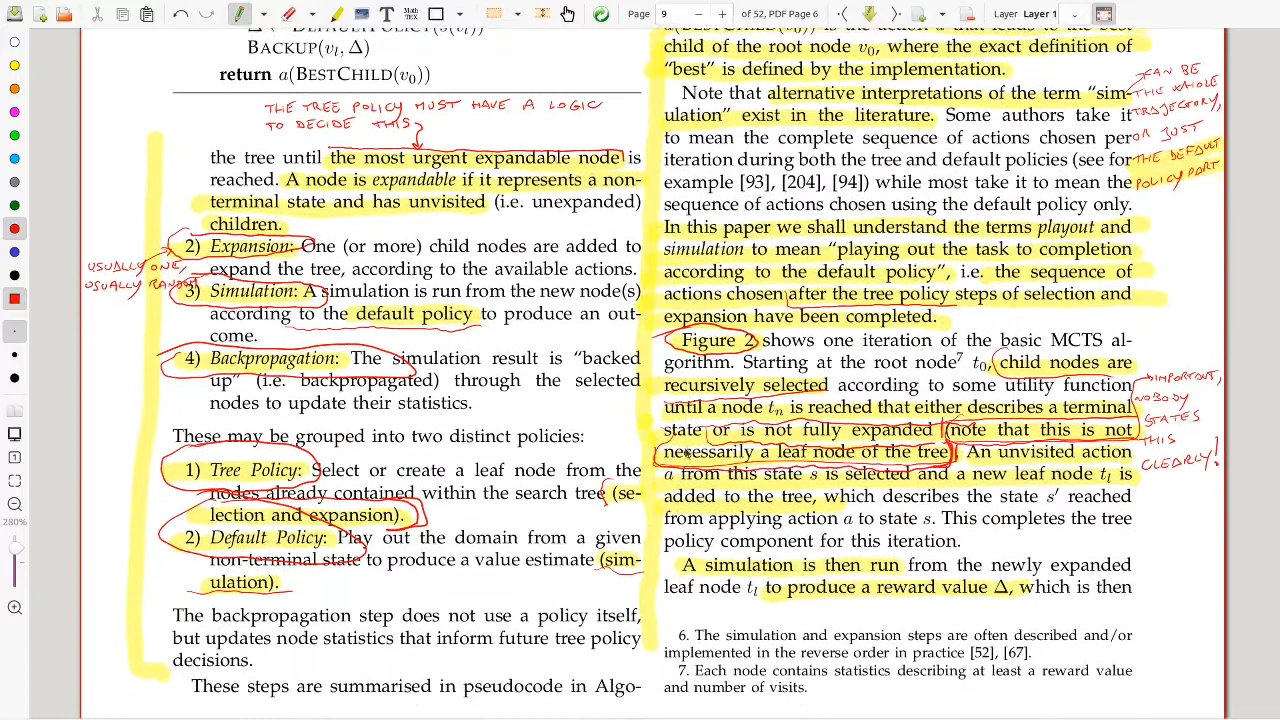 Page 9 of 52, PDF Page 6 Layer Layer 1
280%
BACKUP(vl, Δ)
return a(BESTCHILD(v0))
THE TREE POLICY MUST HAVE A LOGIC
TO DECIDE THIS
the tree until the most urgent expandable node is
reached. A node is expandable if it represents a non-
terminal state and has unvisited (i.e. unexpanded)
children.
2) Expansion: One (or more) child nodes are added to
expand the tree, according to the available actions.
USUALLY ONE,
USUALLY RANDOM
3) Simulation: A simulation is run from the new node(s)
according to the default policy to produce an out-
come.
4) Backpropagation: The simulation result is “backed
up” (i.e. backpropagated) through the selected
nodes to update their statistics.
These may be grouped into two distinct policies:
1) Tree Policy: Select or create a leaf node from the
nodes already contained within the search tree (se-
lection and expansion).
2) Default Policy: Play out the domain from a given
non-terminal state to produce a value estimate (sim-
ulation).
The backpropagation step does not use a policy itself,
but updates node statistics that inform future tree policy
decisions.
These steps are summarised in pseudocode in Algo-
child of the root node v0, where the exact definition of
“best” is defined by the implementation.
Note that alternative interpretations of the term “sim-
ulation” exist in the literature. Some authors take it
to mean the complete sequence of actions chosen per
iteration during both the tree and default policies (see for
example [93], [204], [94]) while most take it to mean the
sequence of actions chosen using the default policy only.
In this paper we shall understand the terms playout and
simulation to mean “playing out the task to completion
according to the default policy”, i.e. the sequence of
actions chosen after the tree policy steps of selection and
expansion have been completed.
CAN BE
THE WHOLE
TRAJECTORY,
OR JUST
THE DEFAULT
POLICY PART
Figure 2 shows one iteration of the basic MCTS al-
gorithm. Starting at the root node7 t0, child nodes are
recursively selected according to some utility function
until a node tn is reached that either describes a terminal
state or is not fully expanded (note that this is not
necessarily a leaf node of the tree). An unvisited action
a from this state s is selected and a new leaf node tl is
added to the tree, which describes the state s′ reached
from applying action a to state s. This completes the tree
policy component for this iteration.
IMPORTANT,
NOBODY
STATES
THIS
CLEARLY!
A simulation is then run from the newly expanded
leaf node tl to produce a reward value Δ, which is then
6. The simulation and expansion steps are often described and/or
implemented in the reverse order in practice [52], [67].
7. Each node contains statistics describing at least a reward value
and number of visits.